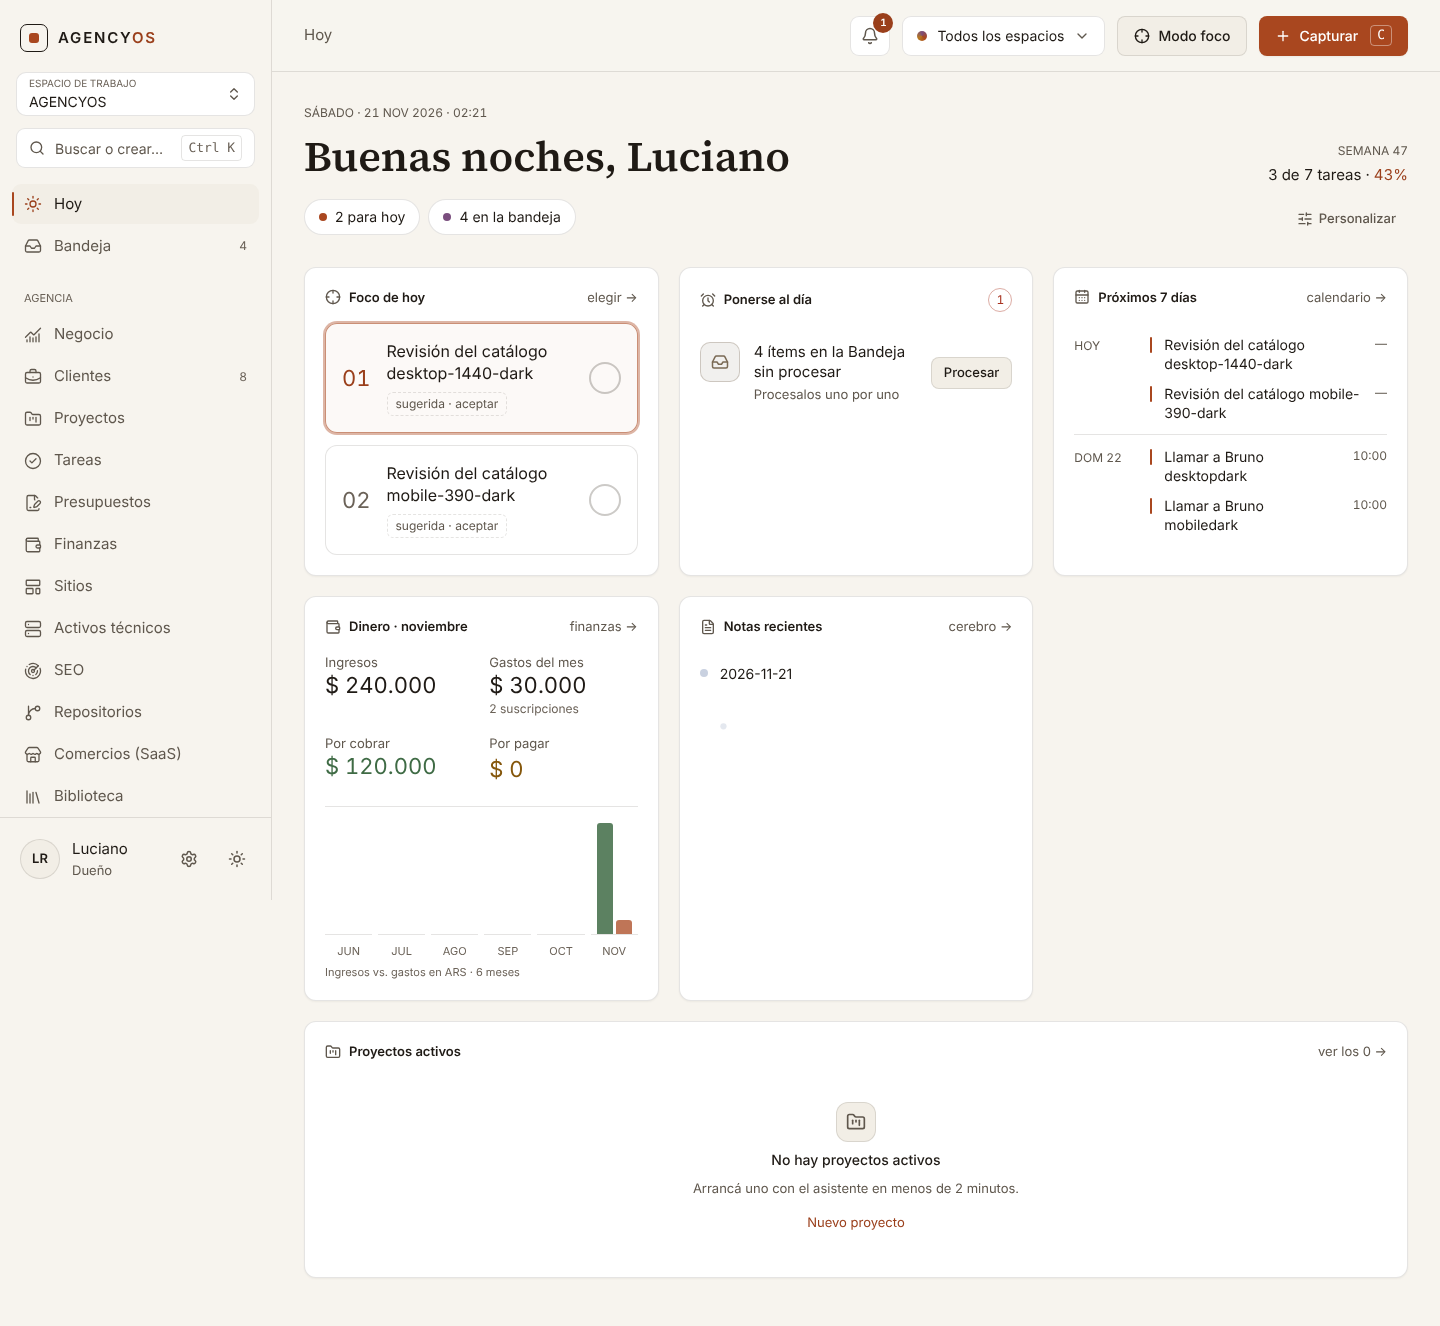 AGENCYOS
ESPACIO DE TRABAJO
AGENCYOS
Buscar o crear... Ctrl K
Hoy
Bandeja 4
AGENCIA
Negocio
Clientes 8
Proyectos
Tareas
Presupuestos
Finanzas
Sitios
Activos técnicos
SEO
Repositorios
Comercios (SaaS)
Biblioteca
LR
Luciano
Dueño
Hoy
1
Todos los espacios
Modo foco
Capturar C
SÁBADO · 21 NOV 2026 · 02:21
Buenas noches, Luciano
SEMANA 47
3 de 7 tareas · 43%
2 para hoy
4 en la bandeja
Personalizar
Foco de hoy
elegir →
01
Revisión del catálogo
desktop-1440-dark
sugerida · aceptar
02
Revisión del catálogo
mobile-390-dark
sugerida · aceptar
Ponerse al día
1
4 ítems en la Bandeja
sin procesar
Procesalos uno por uno
Procesar
Próximos 7 días
calendario →
HOY
Revisión del catálogo —
desktop-1440-dark
Revisión del catálogo mobile- —
390-dark
DOM 22
Llamar a Bruno 10:00
desktopdark
Llamar a Bruno 10:00
mobiledark
Dinero · noviembre
finanzas →
Ingresos
$ 240.000
Gastos del mes
$ 30.000
2 suscripciones
Por cobrar
$ 120.000
Por pagar
$ 0
JUN JUL AGO SEP OCT NOV
Ingresos vs. gastos en ARS · 6 meses
Notas recientes
cerebro →
2026-11-21
Proyectos activos
ver los 0 →
No hay proyectos activos
Arrancá uno con el asistente en menos de 2 minutos.
Nuevo proyecto